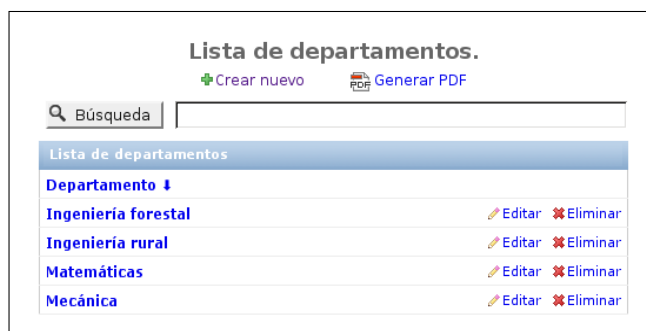 Lista de departamentos.
Crear nuevo PDF Generar PDF
Búsqueda
Lista de departamentos
Departamento ⬇
Ingeniería forestal Editar Eliminar
Ingeniería rural Editar Eliminar
Matemáticas Editar Eliminar
Mecánica Editar Eliminar